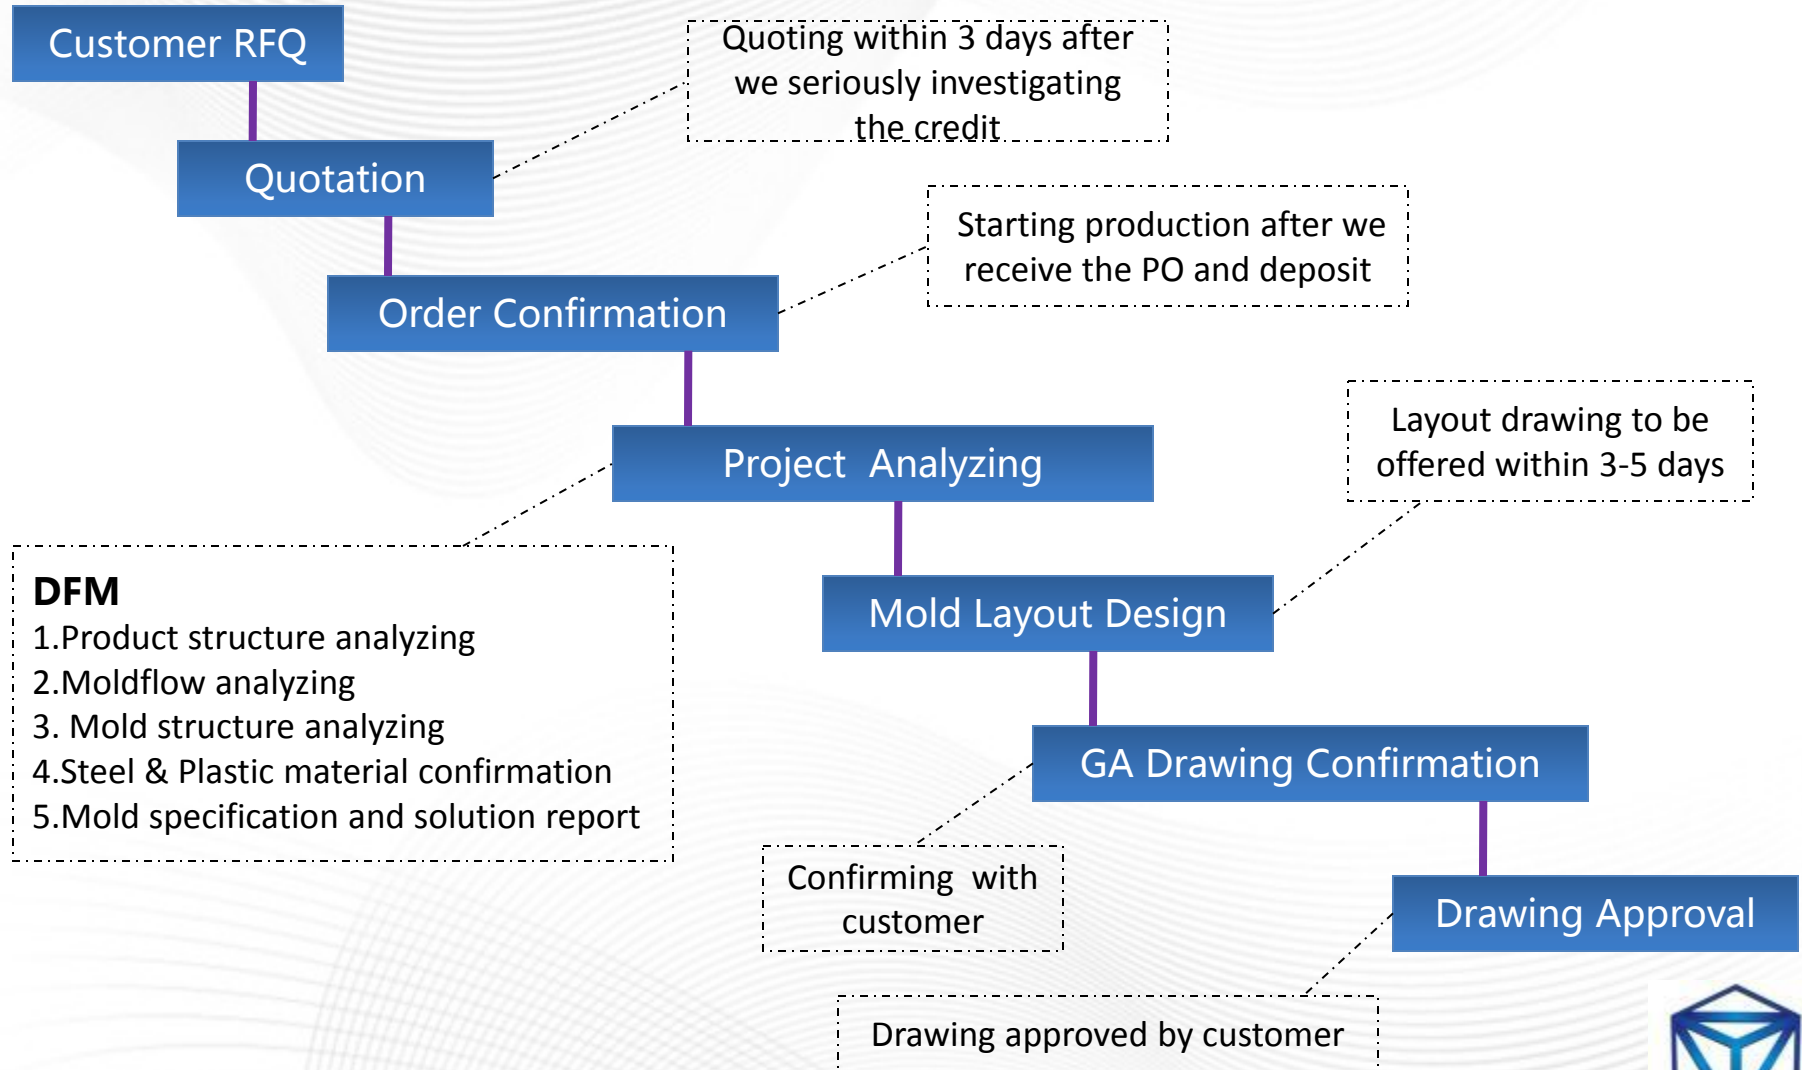 Customer RFQ
Quoting within 3 days after
we seriously investigating
the credit
Quotation
Starting production after we
receive the PO and deposit
Order Confirmation
Layout drawing to be
offered within 3-5 days
Project  Analyzing
DFM
1.Product structure analyzing
2.Moldflow analyzing
3. Mold structure analyzing
4.Steel & Plastic material confirmation
5.Mold specification and solution report
Mold Layout Design
GA Drawing Confirmation
Confirming  with
customer
Drawing Approval
Drawing approved by customer